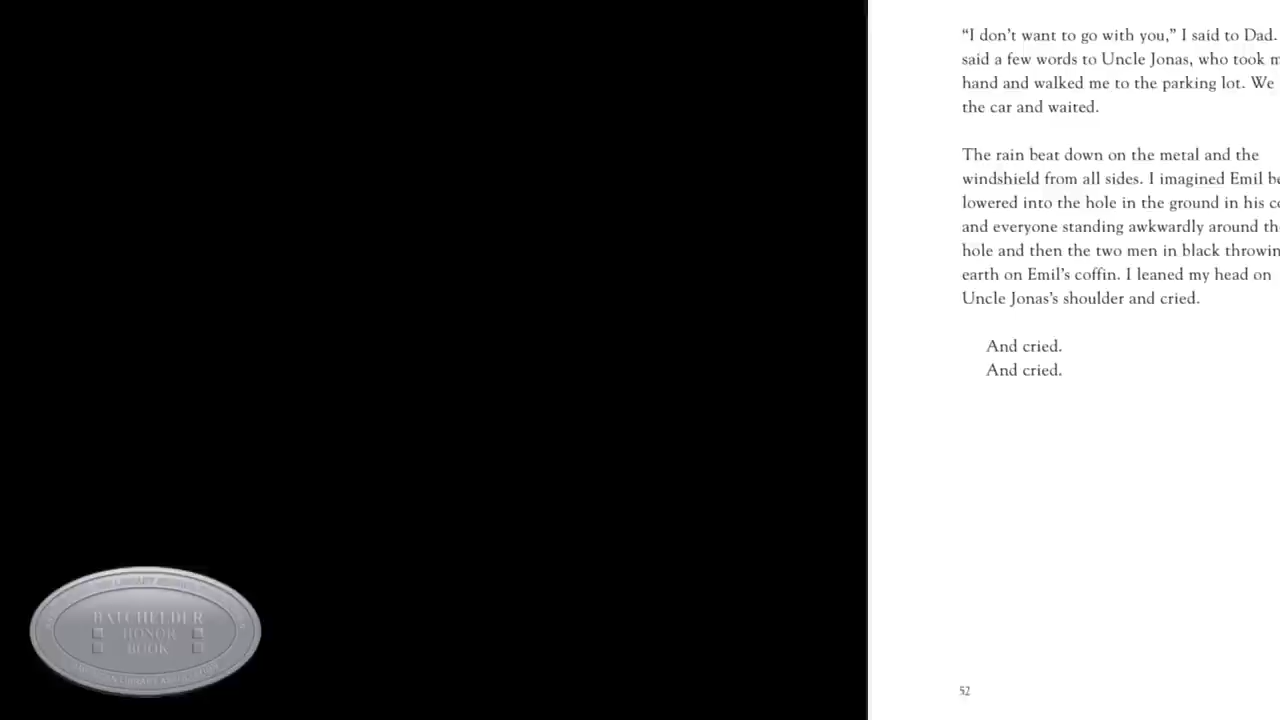 “I don’t want to go with you,” I said to Dad.
said a few words to Uncle Jonas, who took
hand and walked me to the parking lot. We
the car and waited.
The rain beat down on the metal and the
windshield from all sides. I imagined Emil
lowered into the hole in the ground in his
and everyone standing awkwardly around
hole and then the two men in black
earth on Emil’s coffin. I leaned my head on
Uncle Jonas’s shoulder and cried.
And cried.
And cried.
BATCHELDER
HONOR
BOOK
52